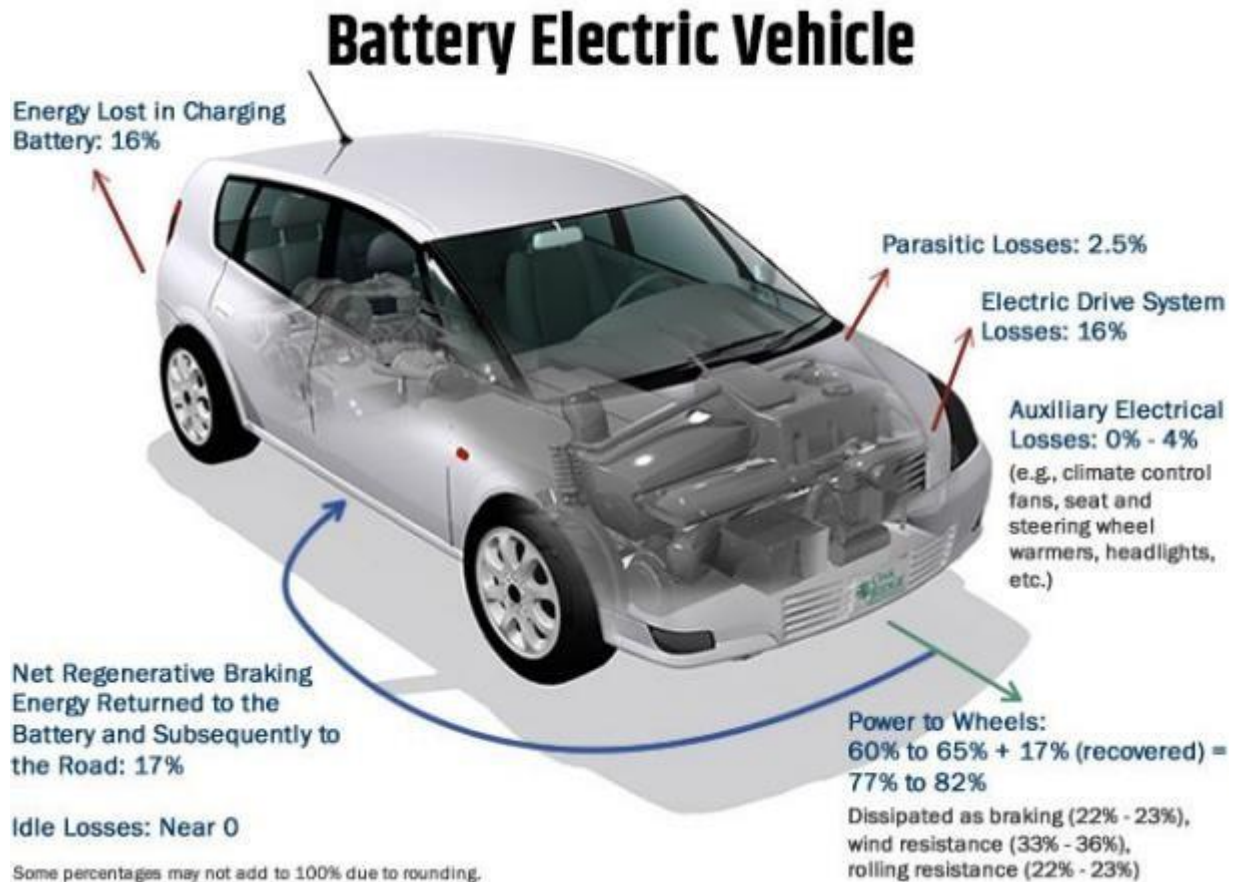 Battery Electric Vehicle
Energy Lost in Charging
Battery: 16%
Parasitic Losses: 2.5%
Electric Drive System
Losses: 16%
Auxiliary Electrical
Losses: 0% - 4%
(e.g., climate control
fans, seat and
steering wheel
warmers, headlights,
etc.)
Net Regenerative Braking
Energy Returned to the
Battery and Subsequently to
the Road: 17%
Idle Losses: Near 0
Some percentages may not add to 100% due to rounding.
Power to Wheels:
60% to 65% + 17% (recovered) =
77% to 82%
Dissipated as braking (22% - 23%),
wind resistance (33% - 36%),
rolling resistance (22% - 23%)